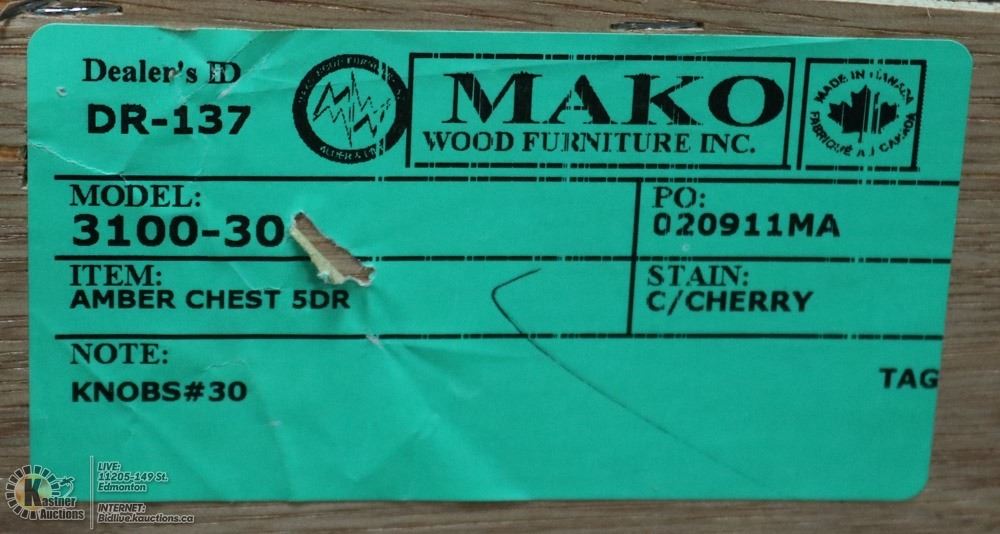 Dealer's ID
DR-137
MAKO
WOOD FURNITURE INC.
MADE IN CANADA
FABRIQUÉ AU CANADA
MODEL:
3100-30
PO:
020911MA
ITEM:
AMBER CHEST 5DR
STAIN:
C/CHERRY
NOTE:
KNOBS#30
TAG
Kastner
Auctions
LIVE:
11205-149 St.
Edmonton
INTERNET:
Bidlive.kauctions.ca